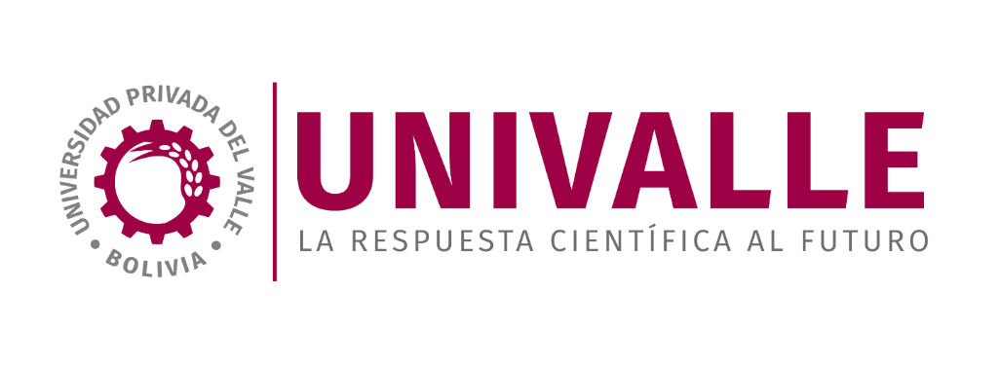 UNIVERSIDAD PRIVADA DEL VALLE
• BOLIVIA •
UNIVALLE
LA RESPUESTA CIENTÍFICA AL FUTURO